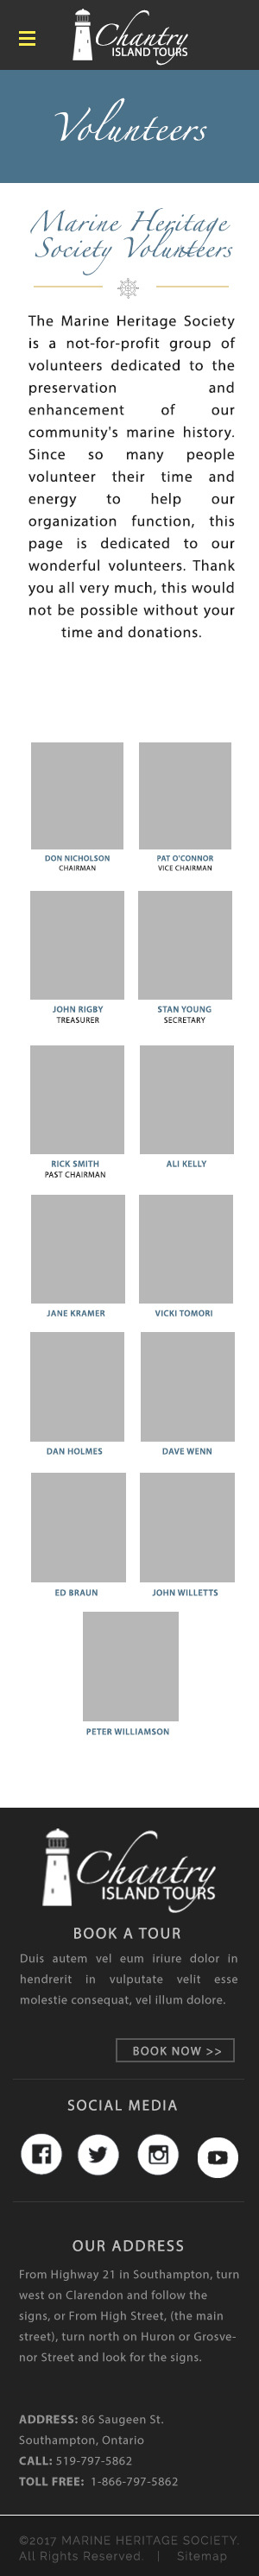 Chantry
ISLAND TOURS
Volunteers
Marine Heritage
Society Volunteers
The Marine Heritage Society
is a not-for-profit group of
volunteers dedicated to the
preservation and
enhancement of our
community's marine history.
Since so many people
volunteer their time and
energy to help our
organization function, this
page is dedicated to our
wonderful volunteers. Thank
you all very much, this would
not be possible without your
time and donations.
DON NICHOLSON
CHAIRMAN
PAT O'CONNOR
VICE CHAIRMAN
JOHN RIGBY
TREASURER
STAN YOUNG
SECRETARY
RICK SMITH
PAST CHAIRMAN
ALI KELLY
JANE KRAMER
VICKI TOMORI
DAN HOLMES
DAVE WENN
ED BRAUN
JOHN WILLETTS
PETER WILLIAMSON
Chantry
ISLAND TOURS
BOOK A TOUR
Duis autem vel eum iriure dolor in
hendrerit in vulputate velit esse
molestie consequat, vel illum dolore.
BOOK NOW >>
SOCIAL MEDIA
OUR ADDRESS
From Highway 21 in Southampton, turn
west on Clarendon and follow the
signs, or From High Street, (the main
street), turn north on Huron or Grosve-
nor Street and look for the signs.
ADDRESS: 86 Saugeen St.
Southampton, Ontario
CALL: 519-797-5862
TOLL FREE: 1-866-797-5862
©2017 MARINE HERITAGE SOCIETY.
All Rights Reserved. | Sitemap